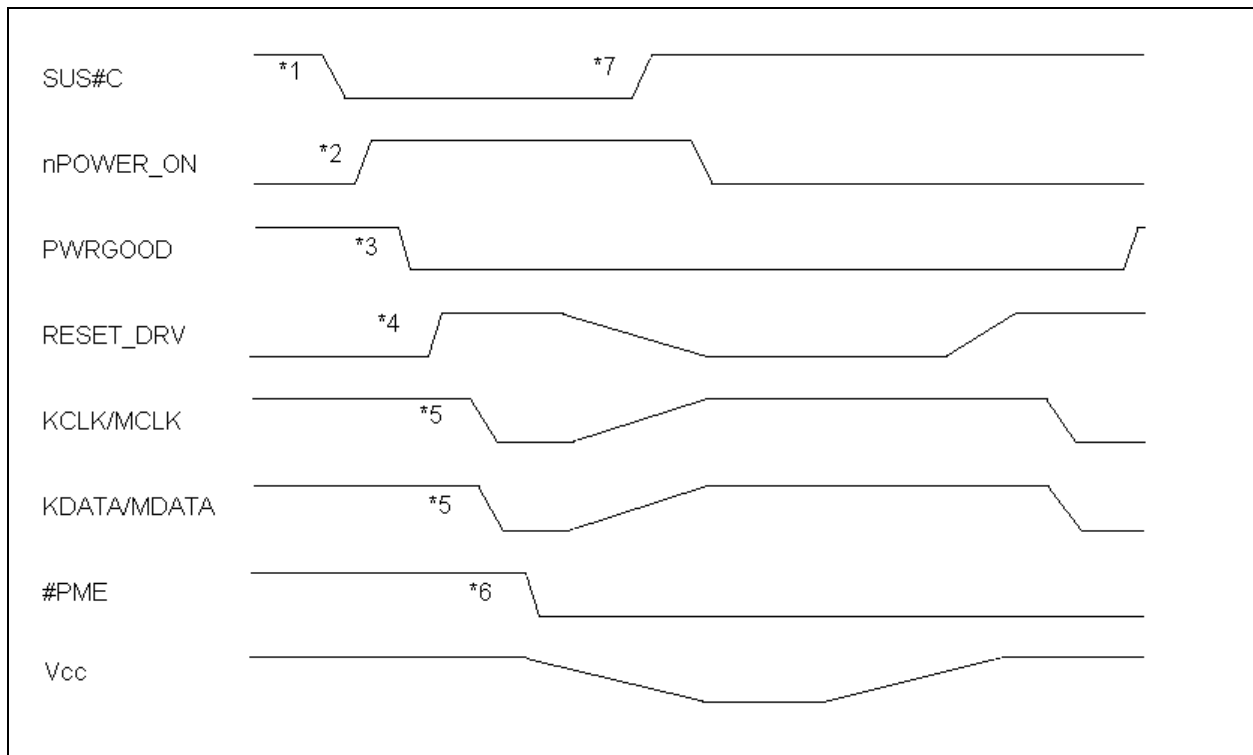 SUS#C *1 *7
nPOWER_ON *2
PWRGOOD *3
RESET_DRV *4
KCLK/MCLK *5
KDATA/MDATA *5
#PME *6
Vcc